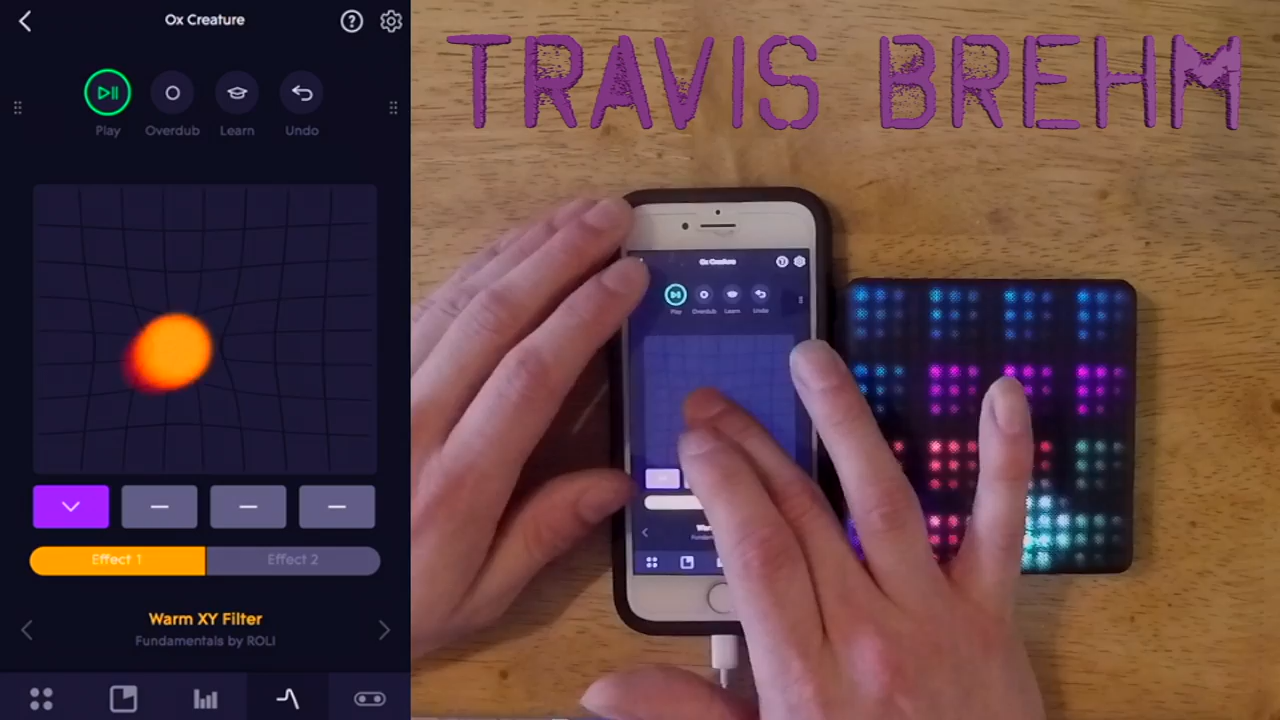 Ox Creature
Play Overdub Learn Undo
Effect 1 Effect 2
Warm XY Filter
Fundamentals by ROLI
TRAVIS BREHM
Ox Creature
Play Overdub Learn Undo